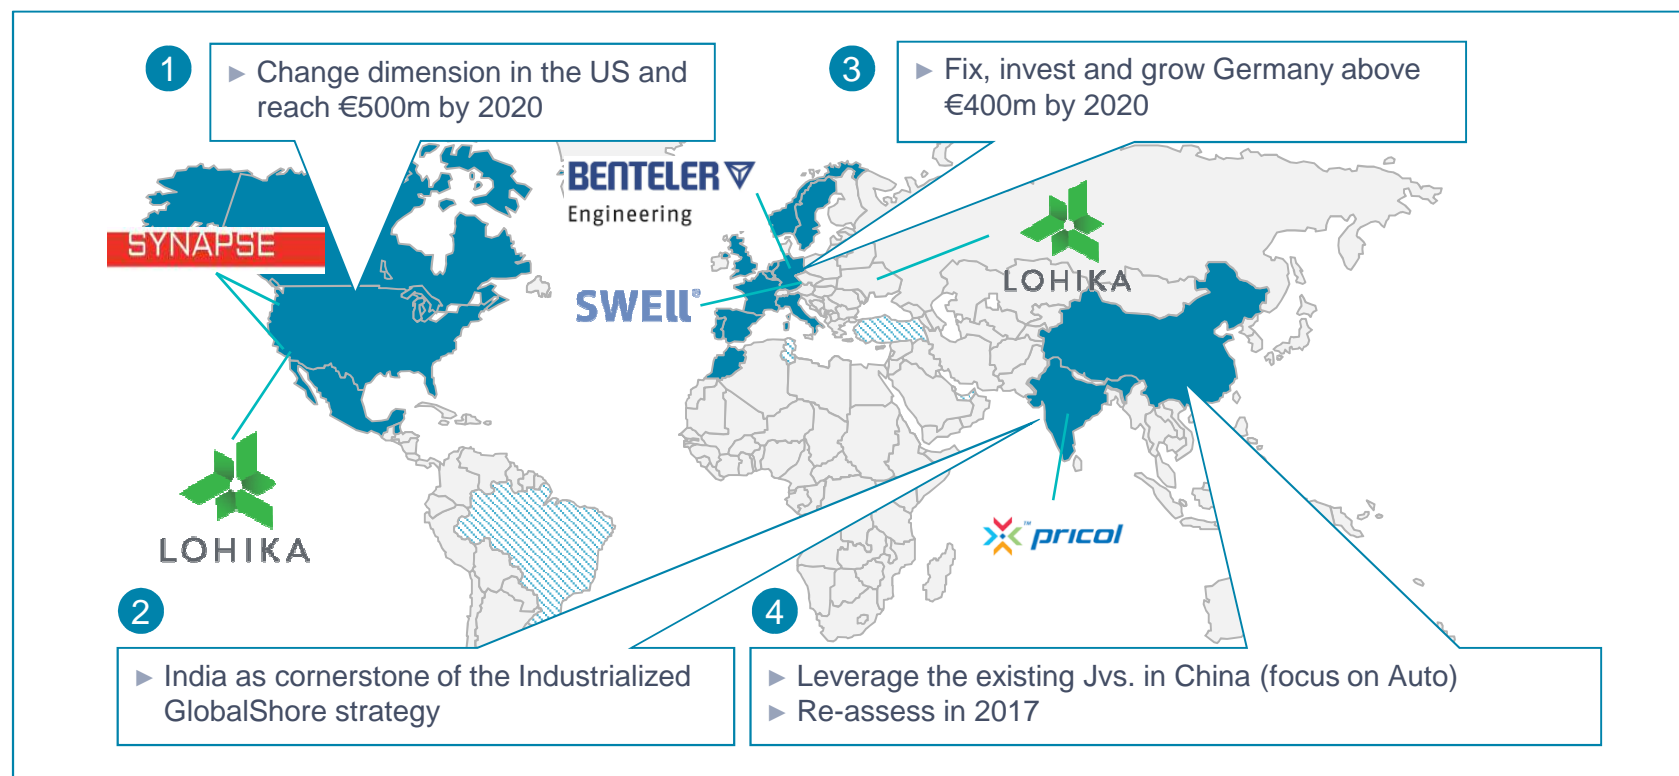 1
► Change dimension in the US and
reach €500m by 2020
3
► Fix, invest and grow Germany above
€400m by 2020
BENTELER
Engineering
SYNAPSE
SWELL®
LOHIKA
LOHIKA
™ pricol
2
► India as cornerstone of the Industrialized
GlobalShore strategy
4
► Leverage the existing Jvs. in China (focus on Auto)
► Re-assess in 2017